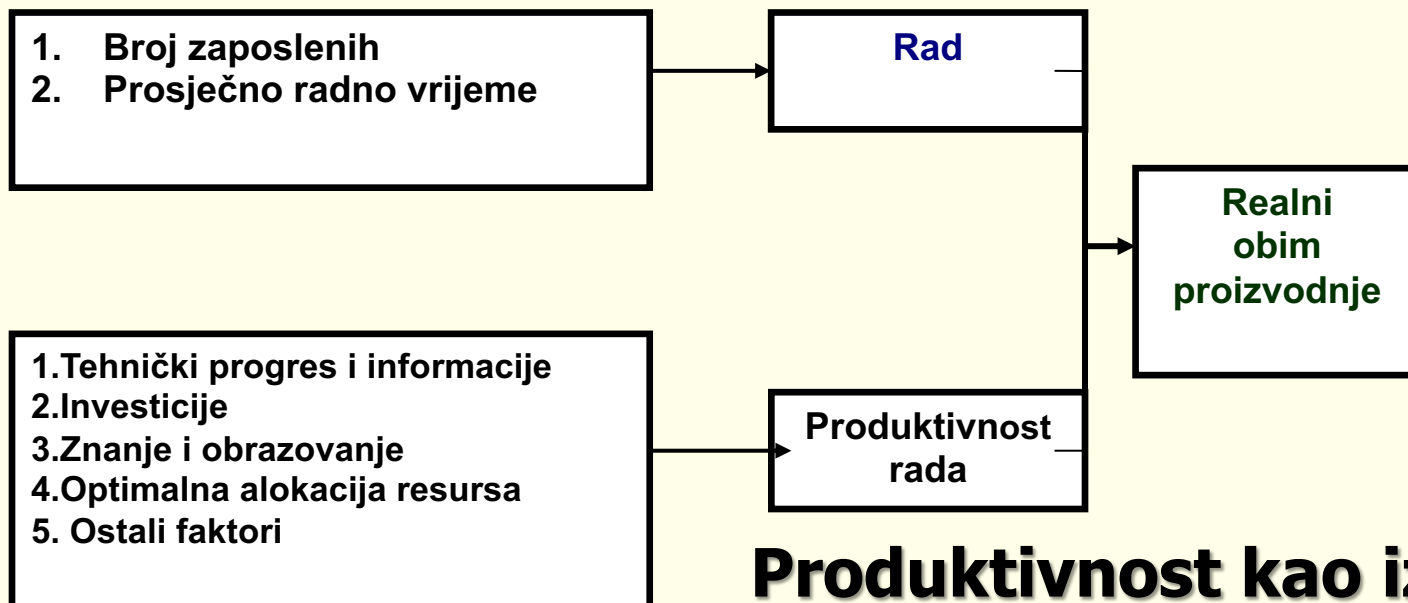 1. Broj zaposlenih
2. Prosječno radno vrijeme
Rad
Realni
obim
proizvodnje
1.Tehnički progres i informacije
2.Investicije
3.Znanje i obrazovanje
4.Optimalna alokacija resursa
5. Ostali faktori
Produktivnost
rada
Produktivnost kao